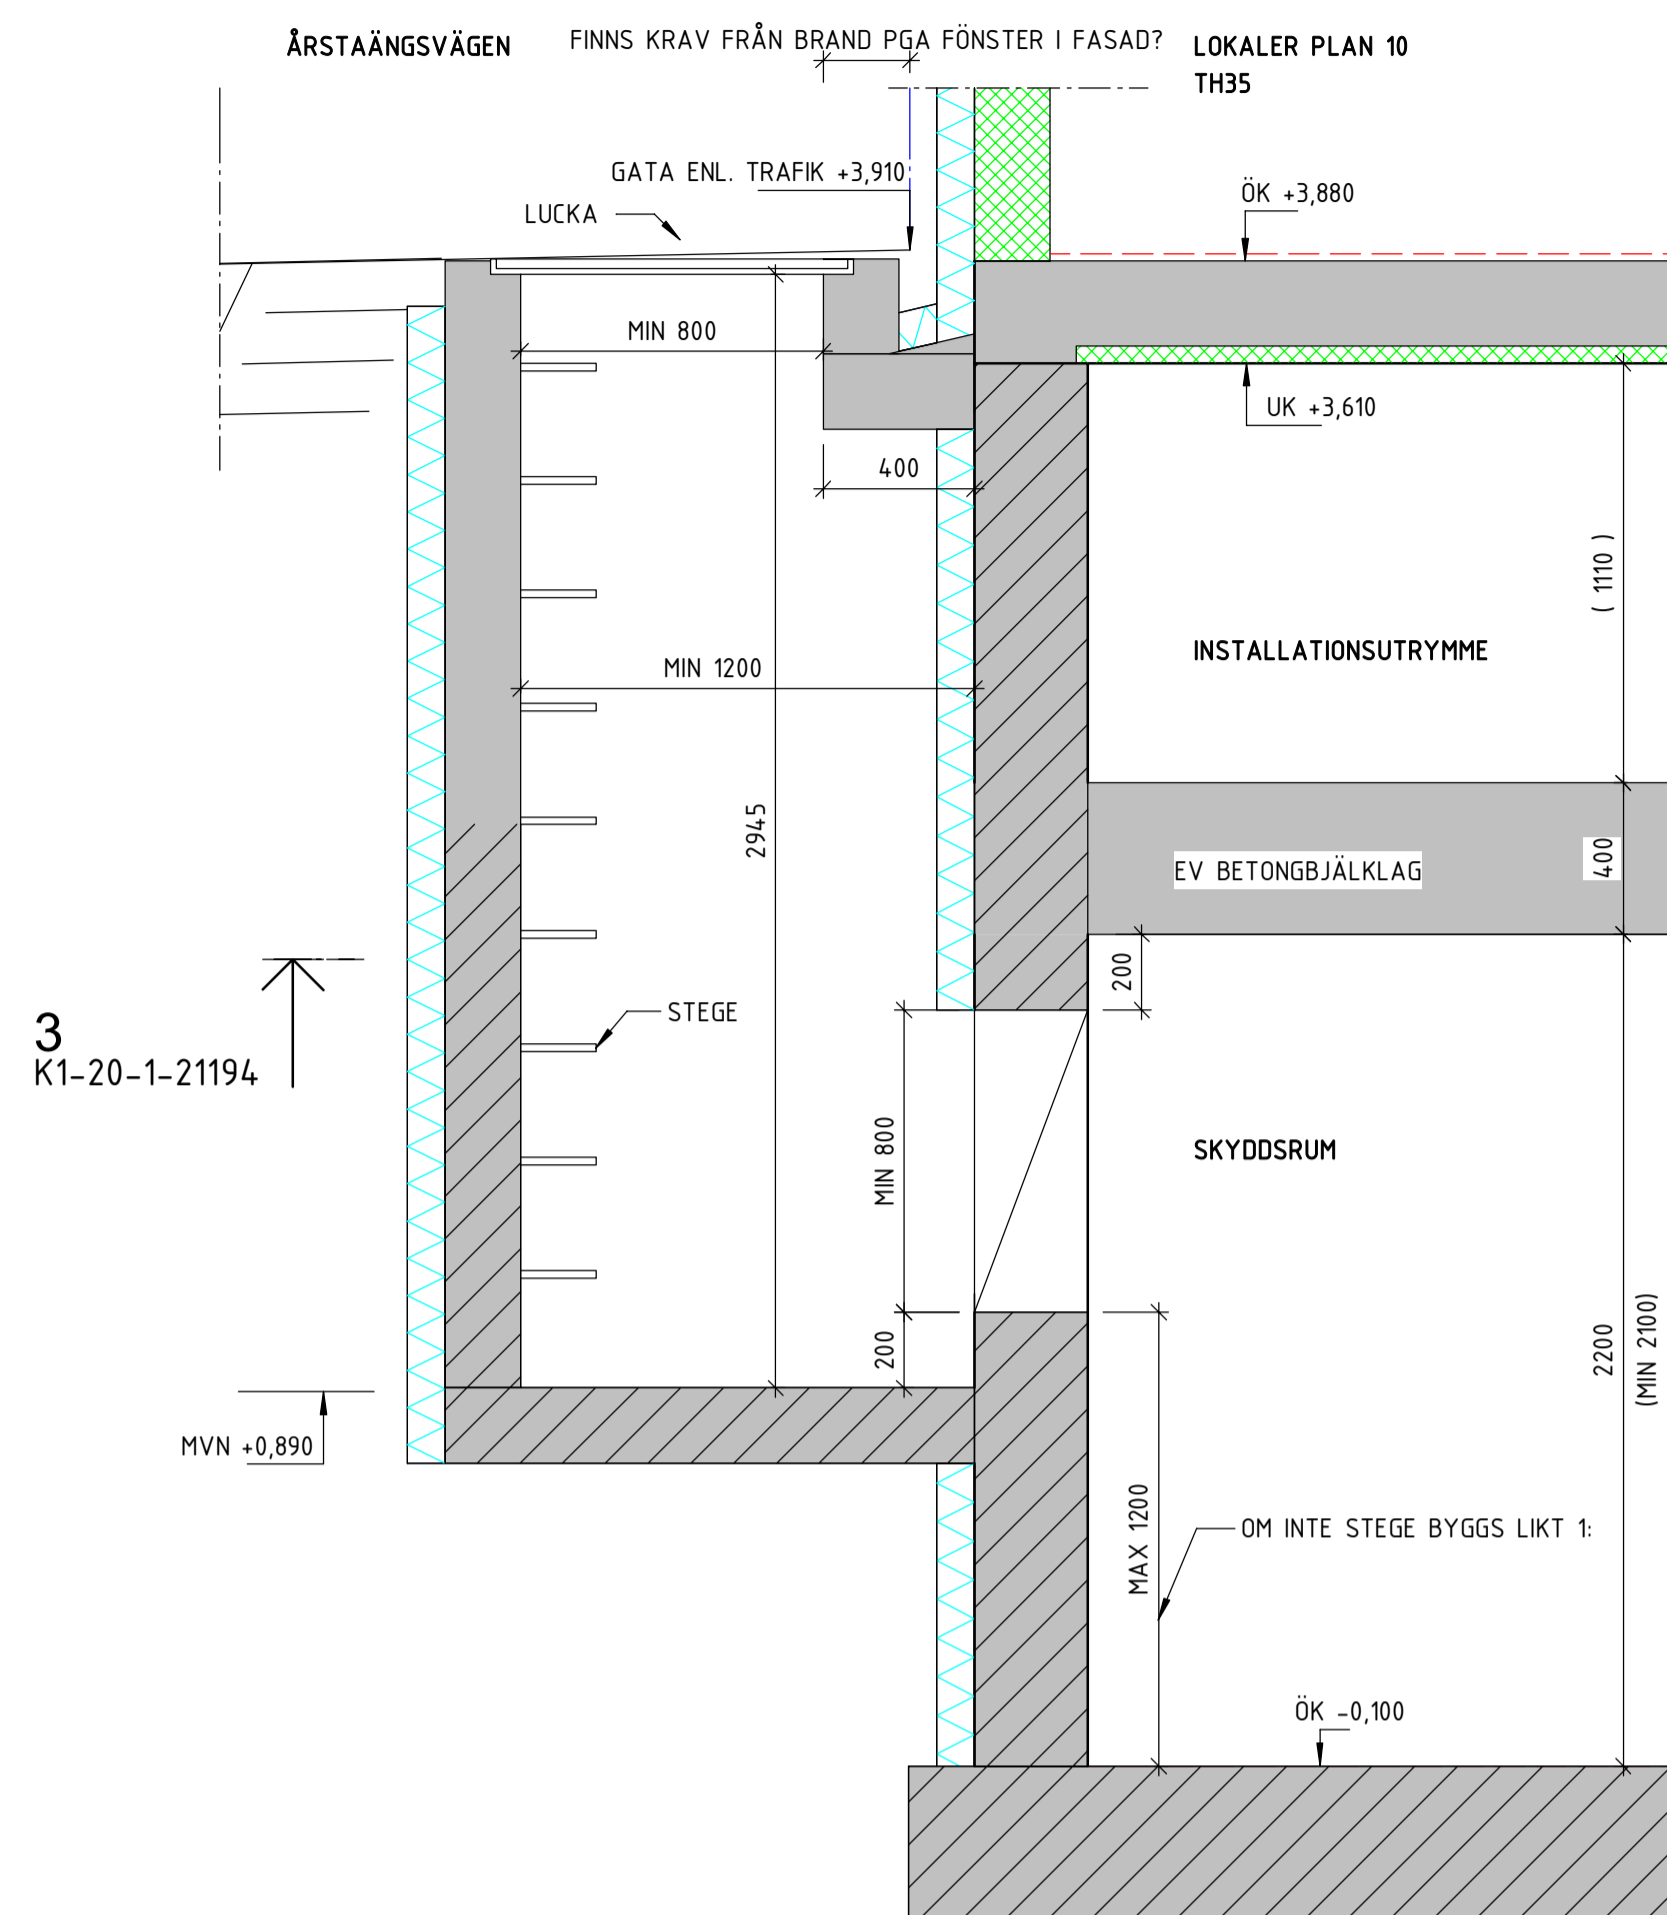 ÅRSTAÄNGSVÄGEN
FINNS KRAV FRÅN BRAND PGA FÖNSTER I FASAD?
LOKALER PLAN 10
TH35
GATA ENL. TRAFIK +3,910
LUCKA
ÖK +3,880
MIN 800
UK +3,610
400
( 1110 )
INSTALLATIONSUTRYMME
MIN 1200
2945
EV BETONGBJÄLKLAG
400
200
STEGE
3
K1-20-1-21194
MIN 800
SKYDDSRUM
200
2200
(MIN 2100)
MVN +0,890
MAX 1200
OM INTE STEGE BYGGS LIKT 1:
ÖK -0,100